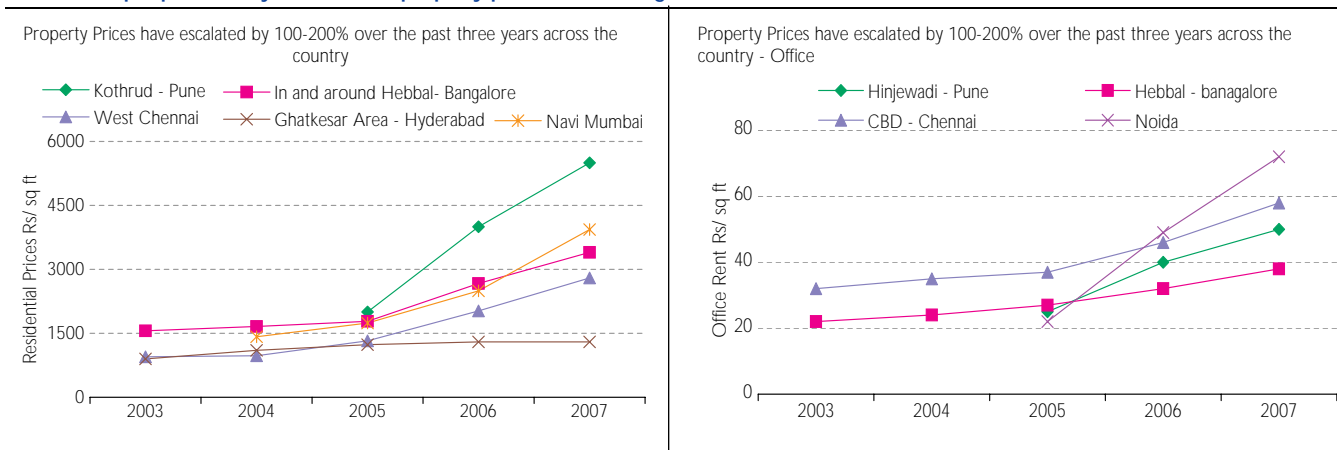 Property Prices have escalated by 100-200% over the past three years across the
country
Kothrud - Pune
In and around Hebbal- Bangalore
West Chennai
Ghatkesar Area - Hyderabad
Navi Mumbai
Residential Prices Rs/ sq ft
6000
4500
3000
1500
0
2003 2004 2005 2006 2007
Property Prices have escalated by 100-200% over the past three years across the
country - Office
Hinjewadi - Pune
Hebbal - banagalore
CBD - Chennai
Noida
Office Rent Rs/ sq ft
80
60
40
20
0
2003 2004 2005 2006 2007